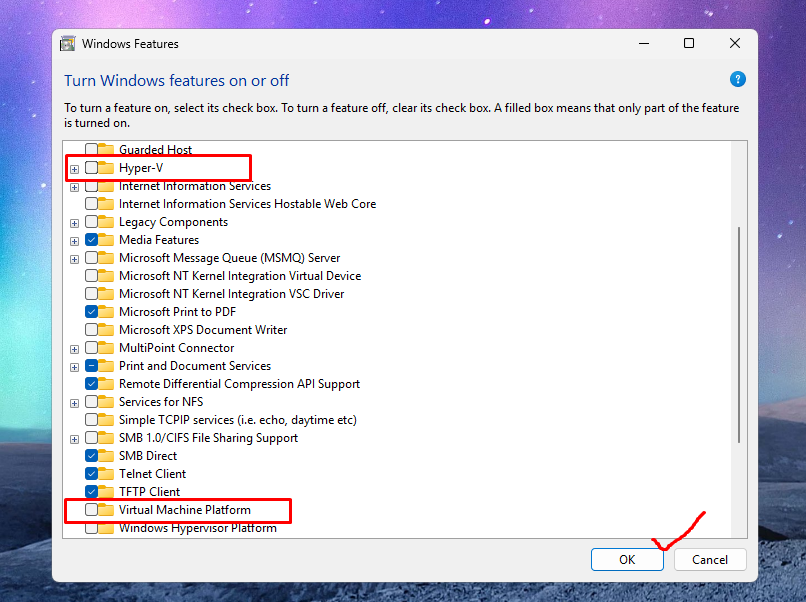 Windows Features
Turn Windows features on or off
?
To turn a feature on, select its check box. To turn a feature off, clear its check box. A filled box means that only part of the feature
is turned on.
Guarded Host
Hyper-V
Internet Information Services
Internet Information Services Hostable Web Core
Legacy Components
Media Features
Microsoft Message Queue (MSMQ) Server
Microsoft NT Kernel Integration Virtual Device
Microsoft NT Kernel Integration VSC Driver
Microsoft Print to PDF
Microsoft XPS Document Writer
MultiPoint Connector
Print and Document Services
Remote Differential Compression API Support
Services for NFS
Simple TCPIP services (i.e. echo, daytime etc)
SMB 1.0/CIFS File Sharing Support
SMB Direct
Telnet Client
TFTP Client
Virtual Machine Platform
Windows Hypervisor Platform
OK Cancel